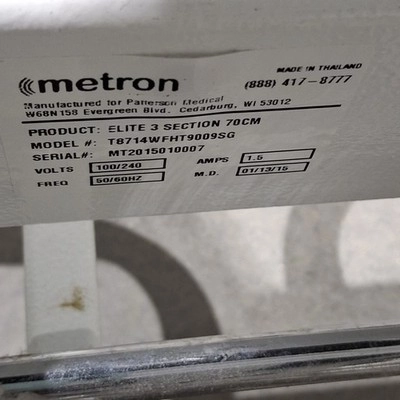 MADE IN THAILAND
metron (888) 417-8777
Manufactured for Patterson Medical
W68N158 Evergreen Blvd. Cedarburg, WI 53012
PRODUCT: ELITE 3 SECTION 70CM
MODEL #: T8714WFHT9009SG
SERIAL#: MT2015010007
VOLTS 100/240 AMPS 1.5
FREQ 50/60HZ M.D. 01/13/15